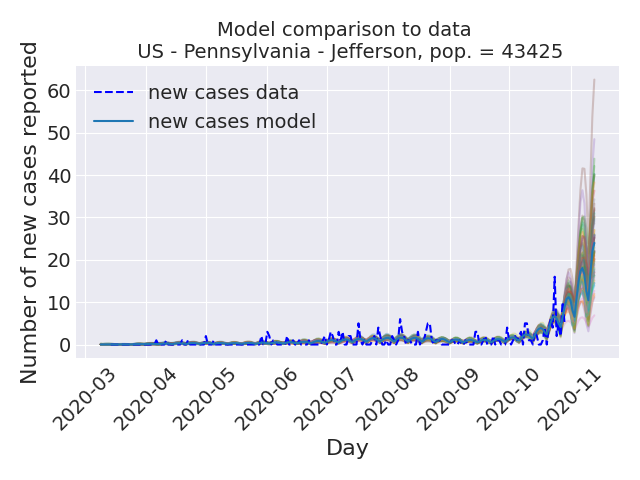 Model comparison to data
US - Pennsylvania - Jefferson, pop. = 43425
Number of new cases reported
60
50
40
30
20
10
0
new cases data
new cases model
2020-03
2020-04
2020-05
2020-06
2020-07
2020-08
2020-09
2020-10
2020-11
Day